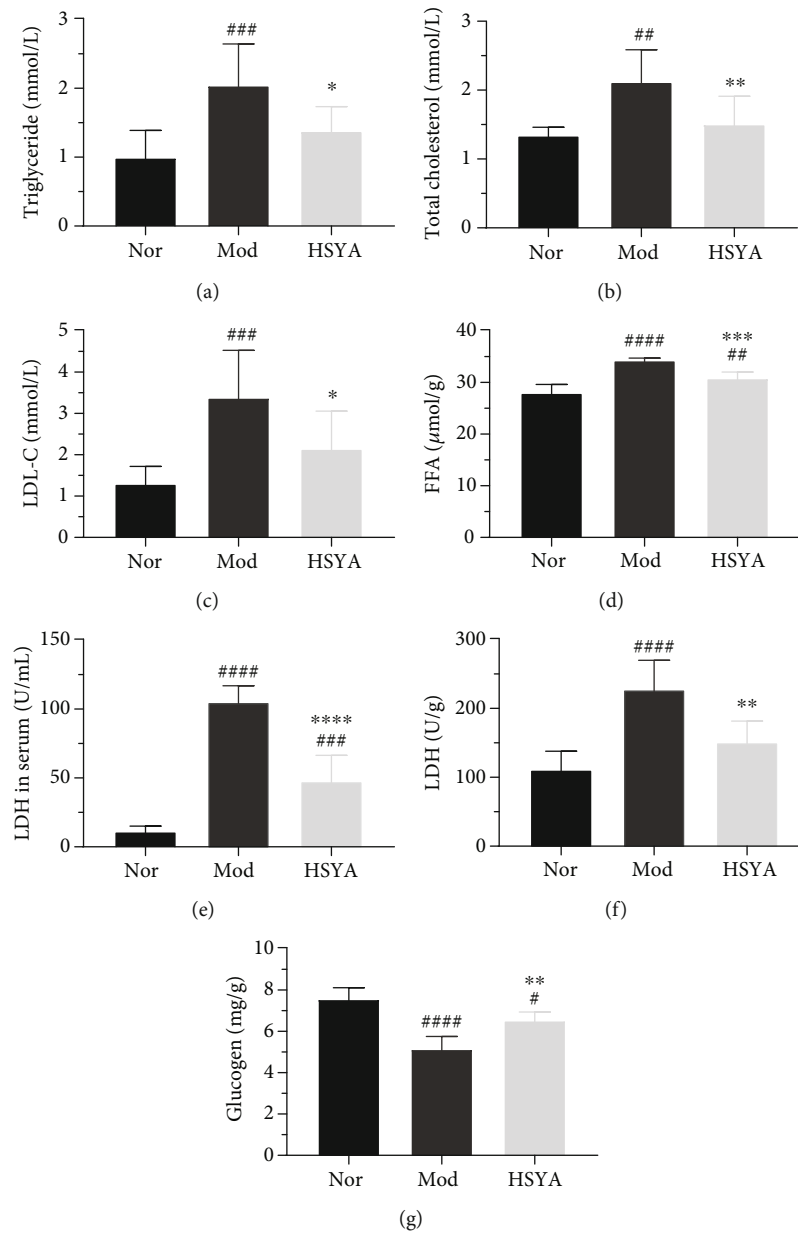 Triglyceride (mmol/L)
3
2
1
0
###
*
Nor Mod HSYA
(a)
Total cholesterol (mmol/L)
3
2
1
0
##
**
Nor Mod HSYA
(b)
LDL-C (mmol/L)
5
4
3
2
1
0
###
*
Nor Mod HSYA
(c)
FFA (μmol/g)
40
30
20
10
0
####
***
##
Nor Mod HSYA
(d)
LDH in serum (U/mL)
150
100
50
0
####
****
###
Nor Mod HSYA
(e)
LDH (U/g)
300
200
100
0
####
**
Nor Mod HSYA
(f)
Glucogen (mg/g)
10
8
6
4
2
0
####
**
#
Nor Mod HSYA
(g)